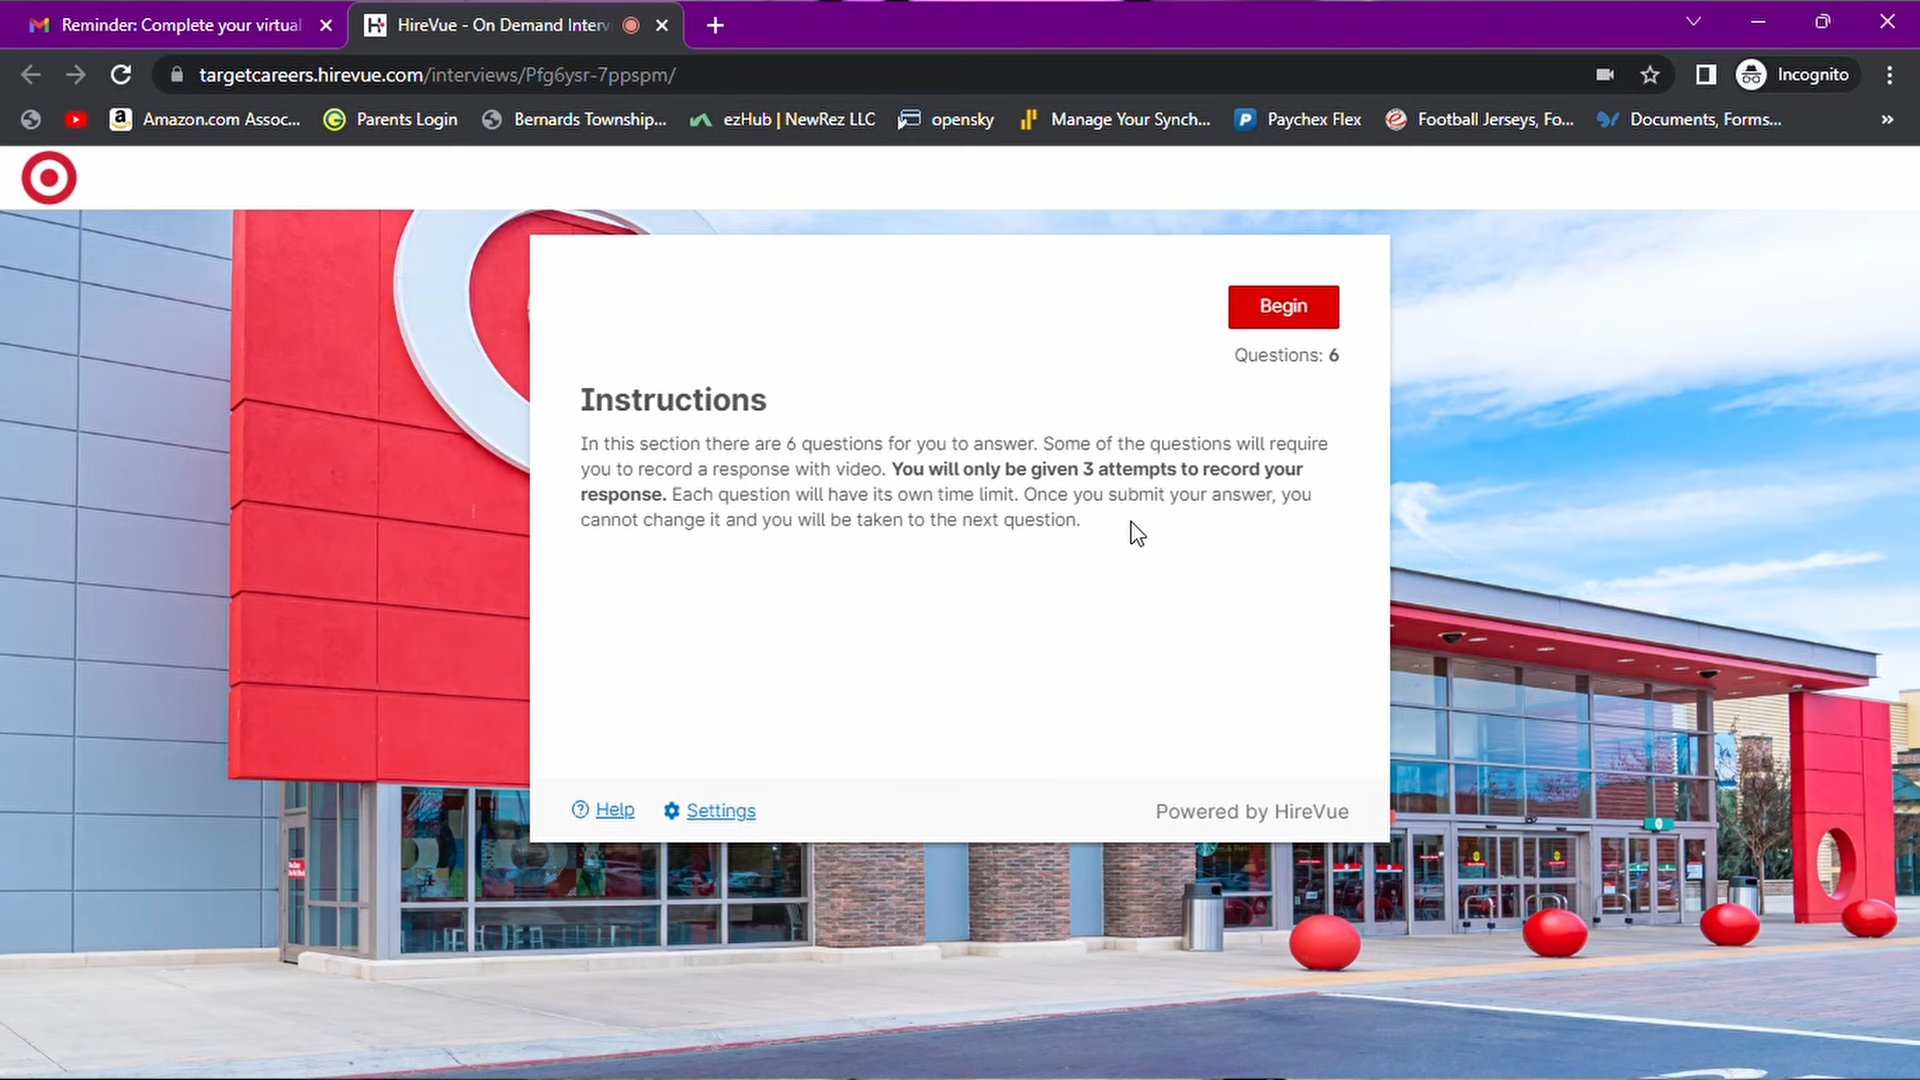 Reminder: Complete your virtual
HireVue - On Demand Interv
targetcareers.hirevue.com/interviews/Pfg6ysr-7ppspm/
Incognito
Amazon.com Assoc...
Parents Login
Bernards Township...
ezHub | NewRez LLC
opensky
Manage Your Synch...
Paychex Flex
Football Jerseys, Fo...
Documents, Forms...
»
Begin
Questions: 6
Instructions
In this section there are 6 questions for you to answer. Some of the questions will require
you to record a response with video. You will only be given 3 attempts to record your
response. Each question will have its own time limit. Once you submit your answer, you
cannot change it and you will be taken to the next question.
Help
Settings
Powered by HireVue